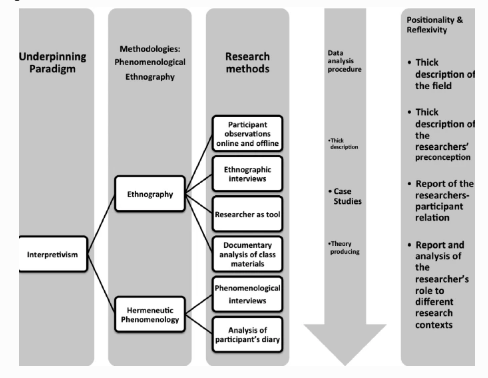 Underpinning
Paradigm
Interpretivism
Methodologies:
Phenomenological
Ethnography
Ethnography
Hermeneutic
Phenomenology
Research
methods
Participant
observations
online and offline
Ethnographic
interviews
Researcher as tool
Documentary
analysis of class
materials
Phenomenological
interviews
Analysis of
participant's diary
Data
analysis
procedure
•Thick
description
• Case
Studies
•Theory
producing
Positionality &
Reflexivity
• Thick
description of
the field
• Thick
description of
the
researchers'
preconception
• Report of the
researchers-
participant
relation
• Report and
analysis of
the
researcher's
role to
different
research
contexts